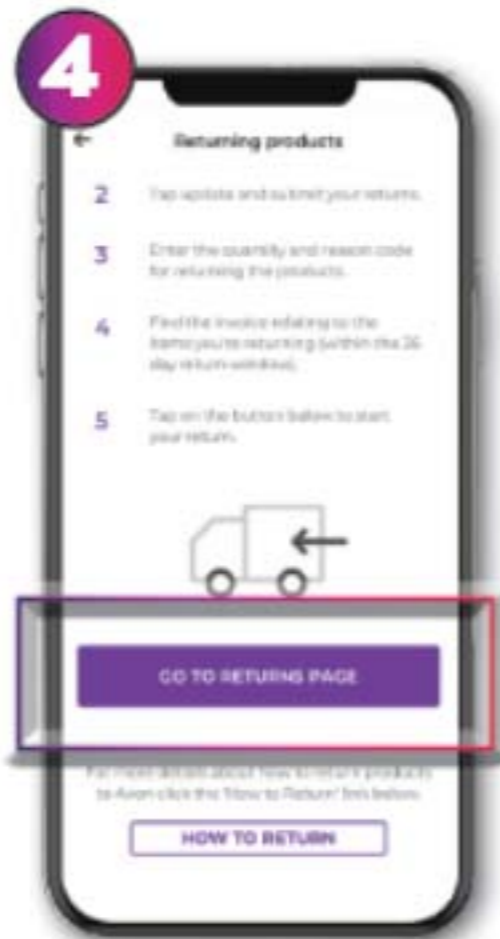 4
Returning products
2 Tap update and submit your returns.
3 Enter the quantity and reason code
for returning the products.
4 Find the invoice relating to the
items you're returning (within the
day return window).
5 Tap on the button below to start
your return.
GO TO RETURNS PAGE
For more details about how to return products
to Avon click the 'How to Return' link below.
HOW TO RETURN